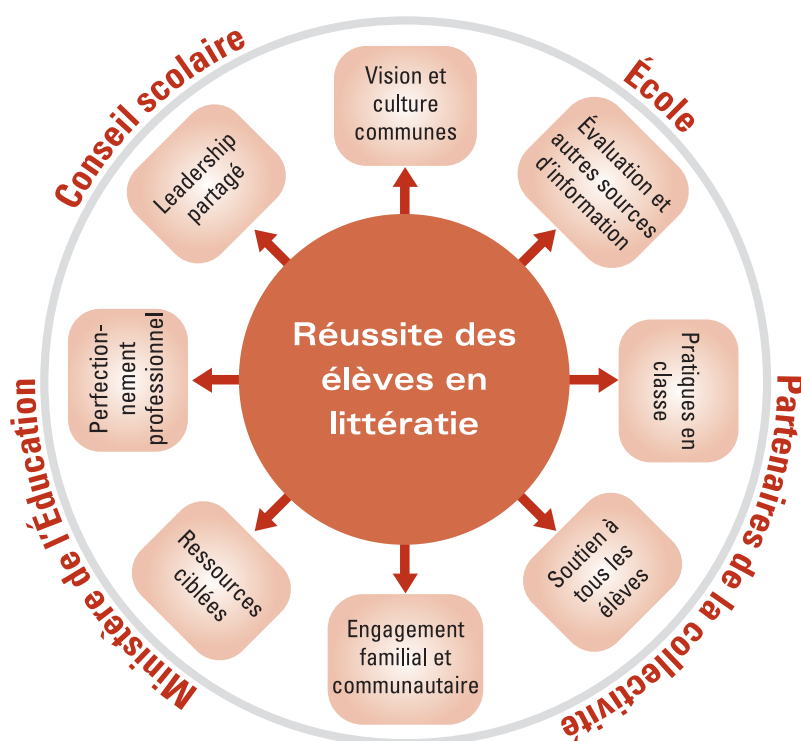 Conseil scolaire
École
Partenaires de la collectivité
Ministère de l'Éducation
Vision et
culture
communes
Évaluation et
autres sources
d'information
Pratiques en
classe
Soutien à
tous les
élèves
Engagement
familial et
communautaire
Ressources
ciblées
Perfection-
nement
professionnel
Leadership
partagé
Réussite des
élèves en
littératie